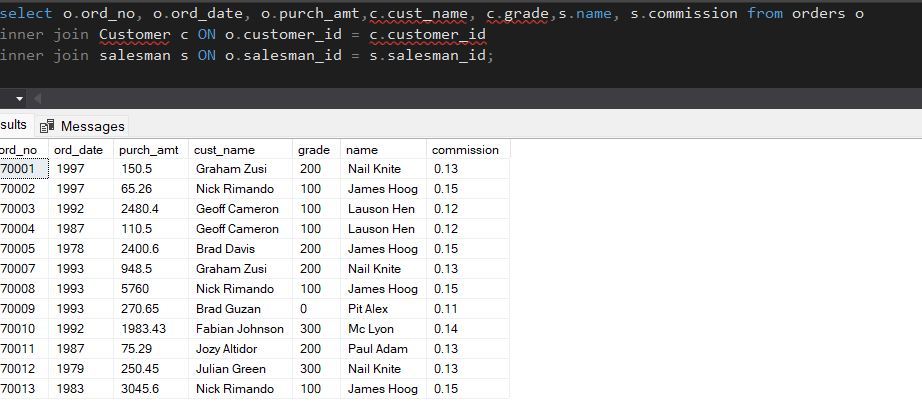 select o.ord_no, o.ord_date, o.purch_amt,c.cust_name, c.grade,s.name, s.commission from orders o
inner join Customer c ON o.customer_id = c.customer_id
inner join salesman s ON o.salesman_id = s.salesman_id;
sults Messages
ord_no ord_date purch_amt cust_name grade name commission
70001 1997 150.5 Graham Zusi 200 Nail Knite 0.13
70002 1997 65.26 Nick Rimando 100 James Hoog 0.15
70003 1992 2480.4 Geoff Cameron 100 Lauson Hen 0.12
70004 1987 110.5 Geoff Cameron 100 Lauson Hen 0.12
70005 1978 2400.6 Brad Davis 200 James Hoog 0.15
70007 1993 948.5 Graham Zusi 200 Nail Knite 0.13
70008 1993 5760 Nick Rimando 100 James Hoog 0.15
70009 1993 270.65 Brad Guzan 0 Pit Alex 0.11
70010 1992 1983.43 Fabian Johnson 300 Mc Lyon 0.14
70011 1987 75.29 Jozy Altidor 200 Paul Adam 0.13
70012 1979 250.45 Julian Green 300 Nail Knite 0.13
70013 1983 3045.6 Nick Rimando 100 James Hoog 0.15